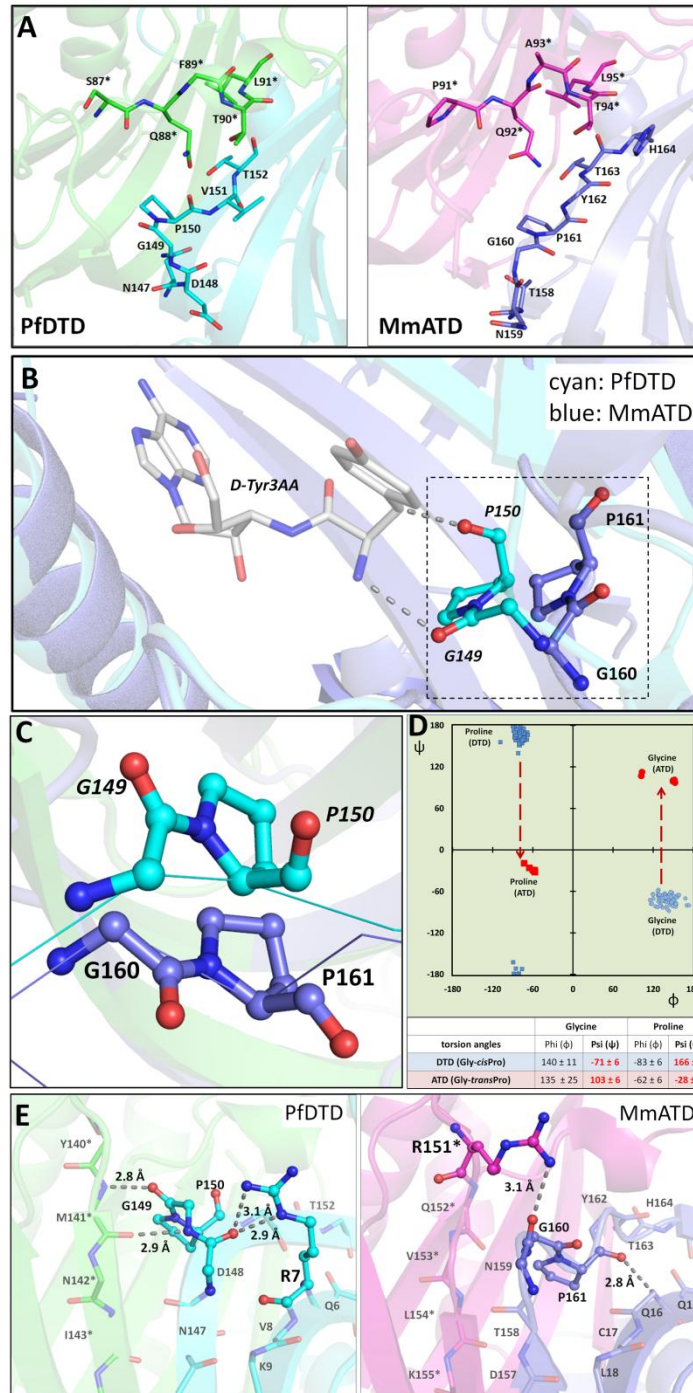 A
S87*
F89*
L91*
Q88*
T90*
T152
V151
P150
G149
N147
D148
PfDTD
A93*
P91*
L95*
Q92*
T94*
H164
T163
Y162
G160
P161
T158
N159
MmATD
B
cyan: PfDTD
blue: MmATD
D-Tyr3AA
P150
P161
G149
G160
C
G149
P150
G160
P161
D
ψ
180
120
60
0
-60
-120
-180
Proline
(DTD)
Glycine
(ATD)
Proline
(ATD)
Glycine
(DTD)
-180 -120 -60 0 60 120
ϕ
Glycine Proline
torsion angles Phi (ϕ) Psi (ψ) Phi (ϕ)
DTD (Gly-cisPro) 140 ± 11 -71 ± 6 -83 ± 6
ATD (Gly-transPro) 135 ± 25 103 ± 6 -62 ± 6
E
PfDTD
Y140*
2.8 Å
P150
G149
M141*
3.1 Å
T152
2.9 Å
2.9 Å
N142*
D148
R7
I143*
N147
V8
Q6
K9
MmATD
R151*
3.1 Å
Q152*
Y162
H164
G160
V153*
N159
T163
P161
2.8 Å
L154*
T158
C17
Q16
K155*
D157
L18